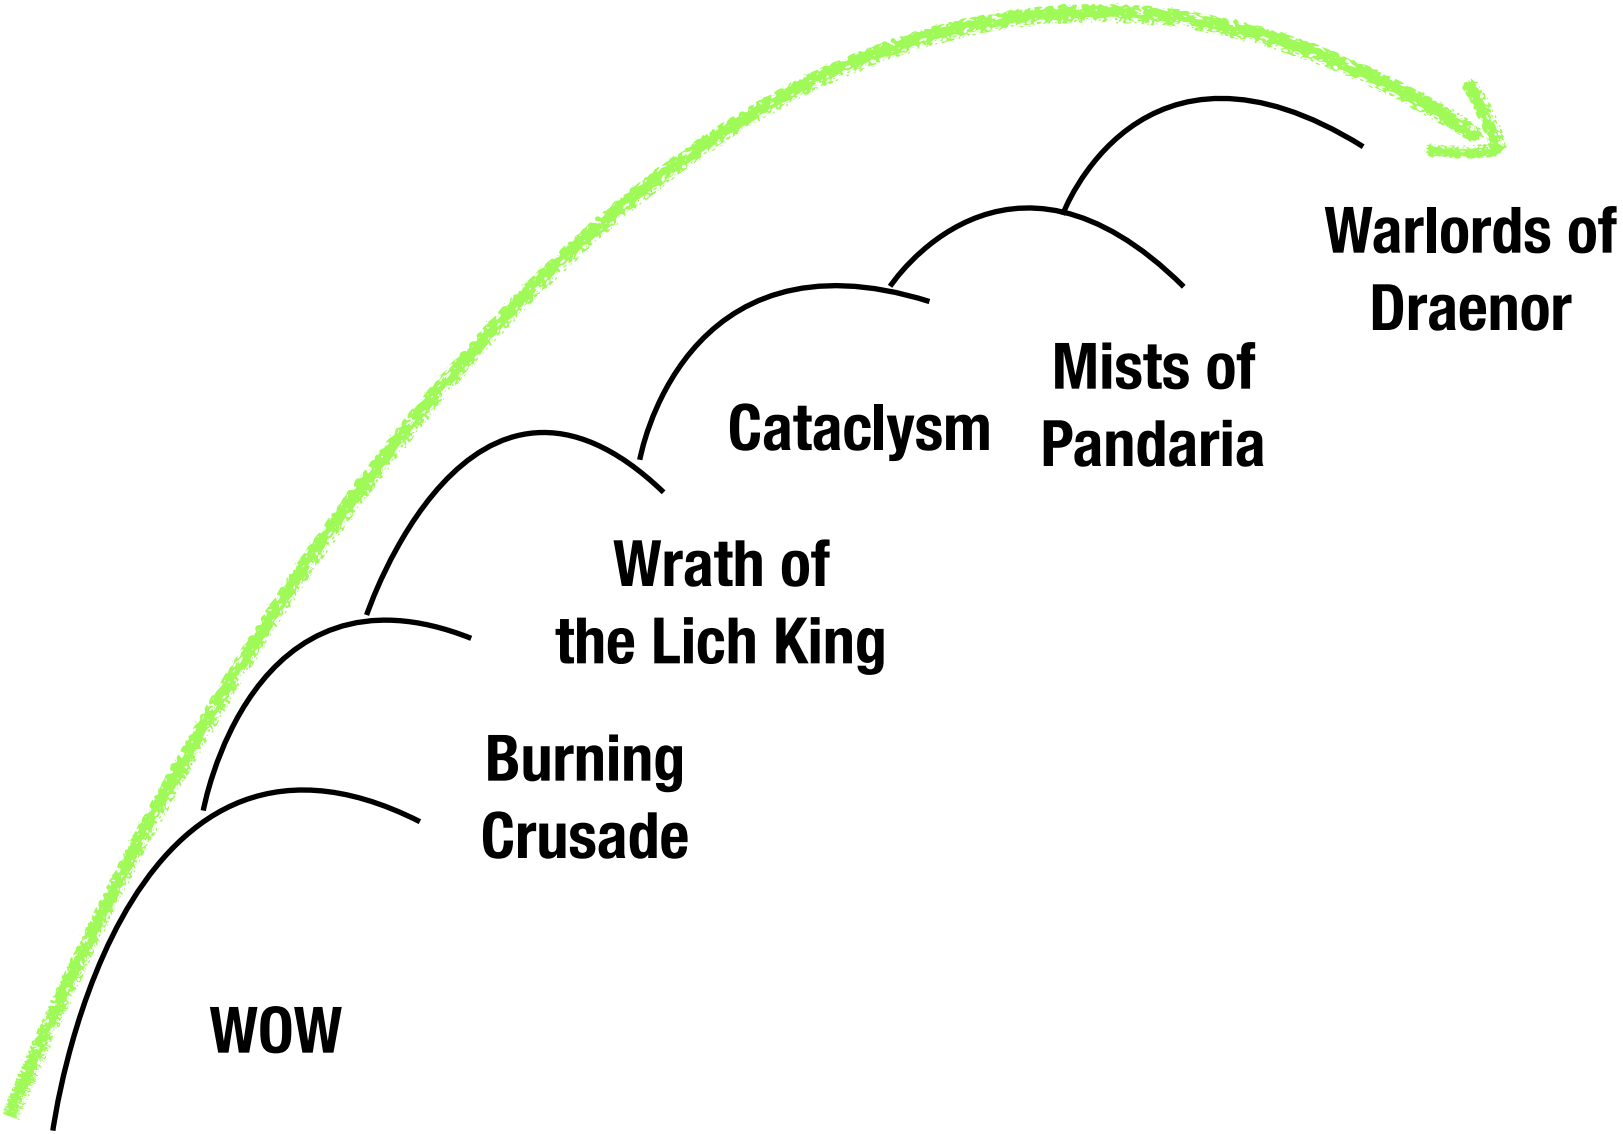 Warlords of
Draenor
Mists of
Pandaria
Cataclysm
Wrath of
the Lich King
Burning
Crusade
WOW